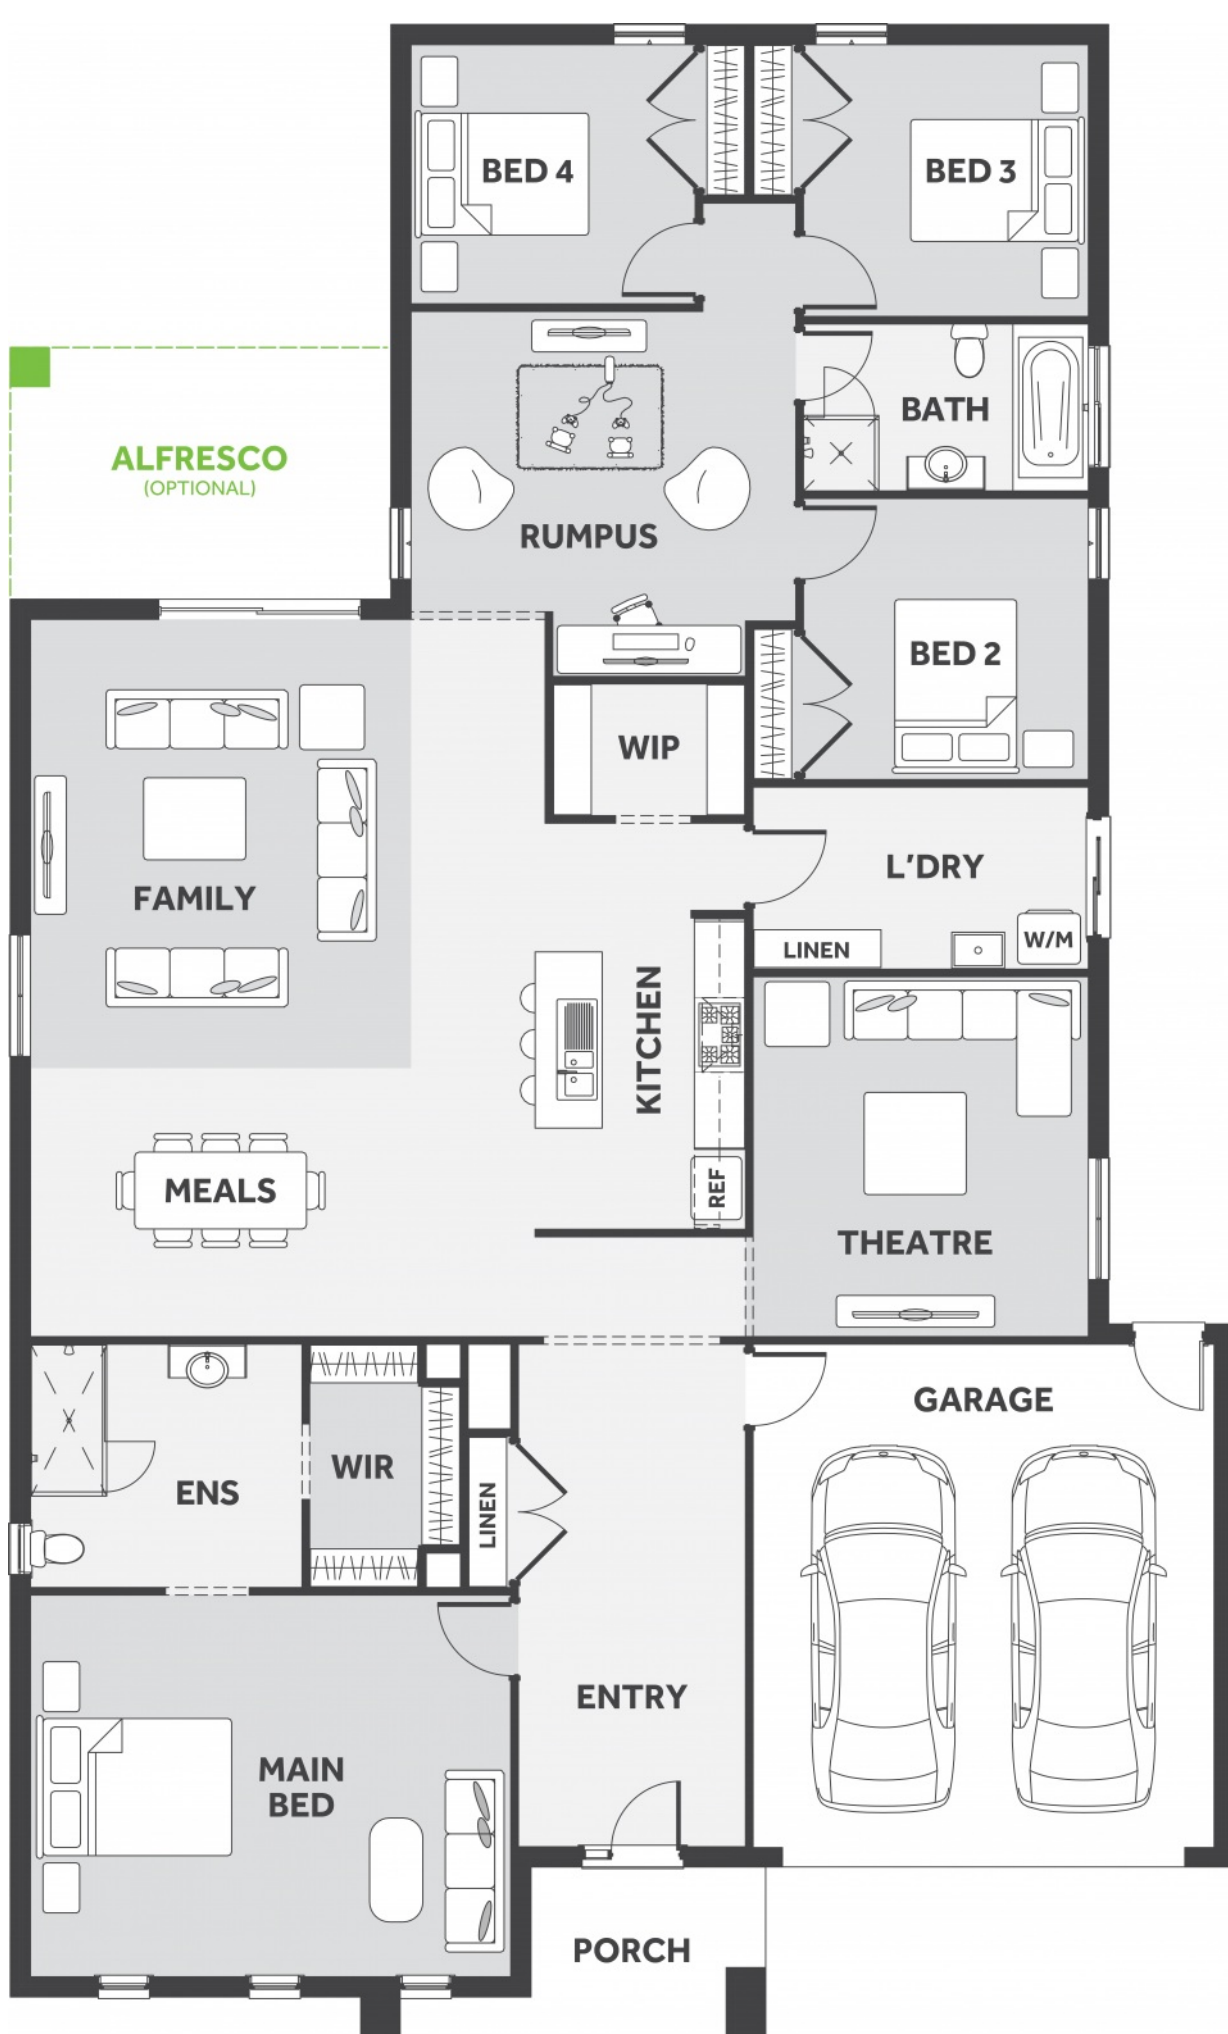 BED 4
BED 3
ALFRESCO
(OPTIONAL)
BATH
RUMPUS
BED 2
WIP
L'DRY
FAMILY
LINEN
W/M
KITCHEN
MEALS
REF
THEATRE
GARAGE
WIR
ENS
LINEN
ENTRY
MAIN
BED
PORCH